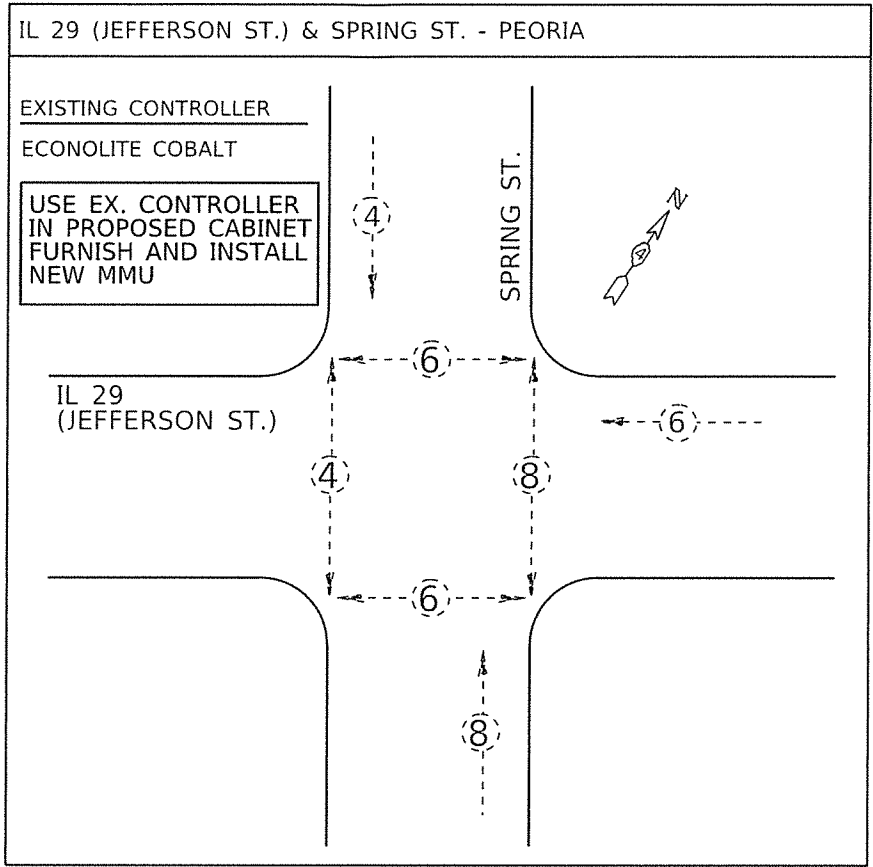 IL 29 (JEFFERSON ST.) & SPRING ST. - PEORIA
EXISTING CONTROLLER
ECONOLITE COBALT
USE EX. CONTROLLER
IN PROPOSED CABINET
FURNISH AND INSTALL
NEW MMU
4
SPRING ST.
N
4
6
IL 29
(JEFFERSON ST.)
6
4
8
6
8